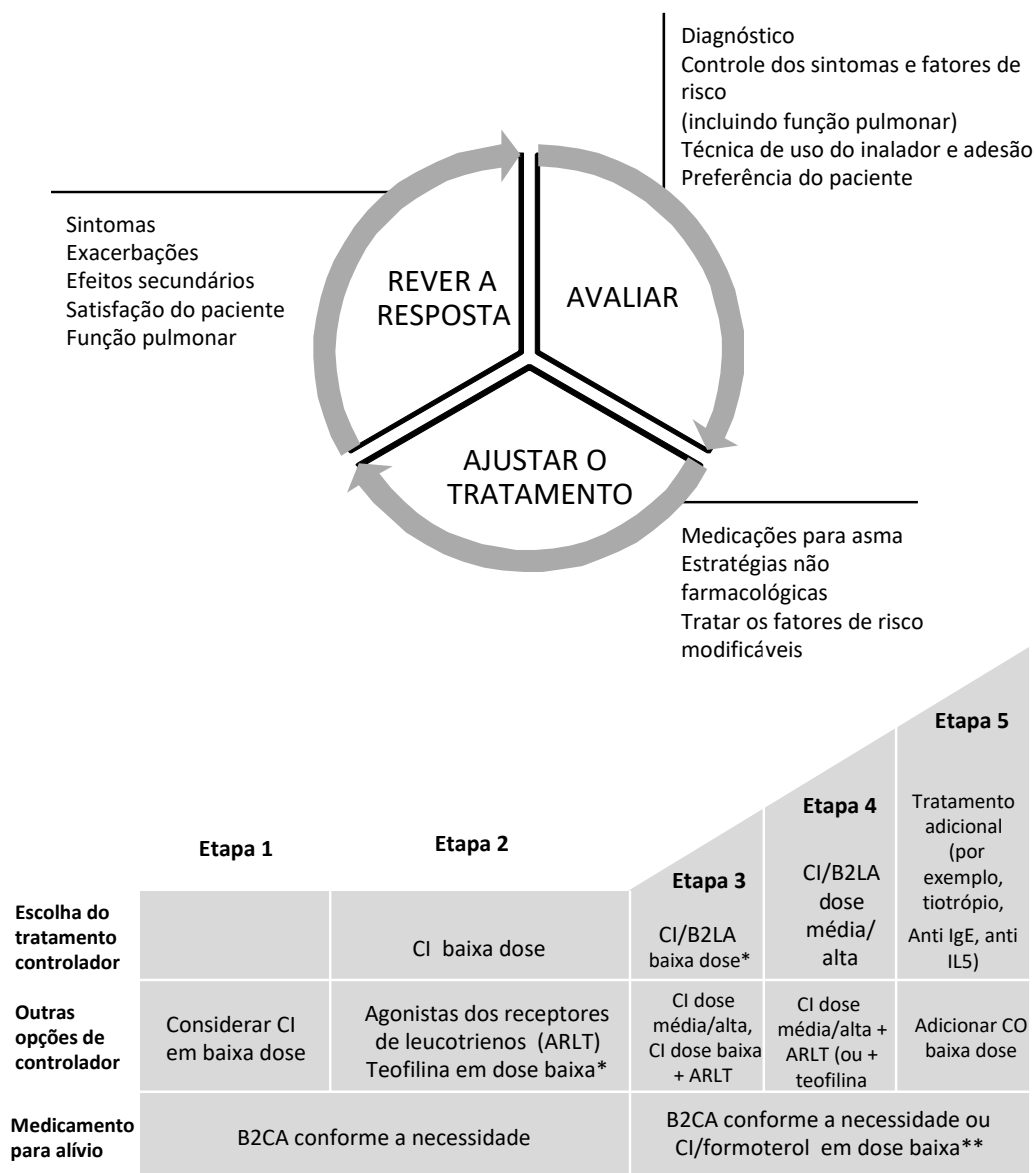 Diagnóstico
Controle dos sintomas e fatores de
risco
(incluindo função pulmonar)
Técnica de uso do inalador e adesão
Preferência do paciente
Sintomas
Exacerbações
Efeitos secundários
Satisfação do paciente
Função pulmonar
REVER A
RESPOSTA
AVALIAR
AJUSTAR O
TRATAMENTO
Medicações para asma
Estratégias não
farmacológicas
Tratar os fatores de risco
modificáveis
Etapa 1
Etapa 2
Etapa 3
Etapa 4
Etapa 5
Escolha do
tratamento
controlador
CI baixa dose
CI/B2LA
baixa dose*
CI/B2LA
dose
média/
alta
Tratamento
adicional
(por
exemplo,
tiotrópio,
Anti IgE, anti
IL5)
Outras
opções de
controlador
Considerar CI
em baixa dose
Agonistas dos receptores
de leucotrienos (ARLT)
Teofilina em dose baixa*
CI dose
média/alta,
CI dose baixa
+ ARLT
CI dose
média/alta +
ARLT (ou +
teofilina
Adicionar CO
baixa dose
Medicamento
para alívio
B2CA conforme a necessidade
B2CA conforme a necessidade ou
CI/formoterol em dose baixa**